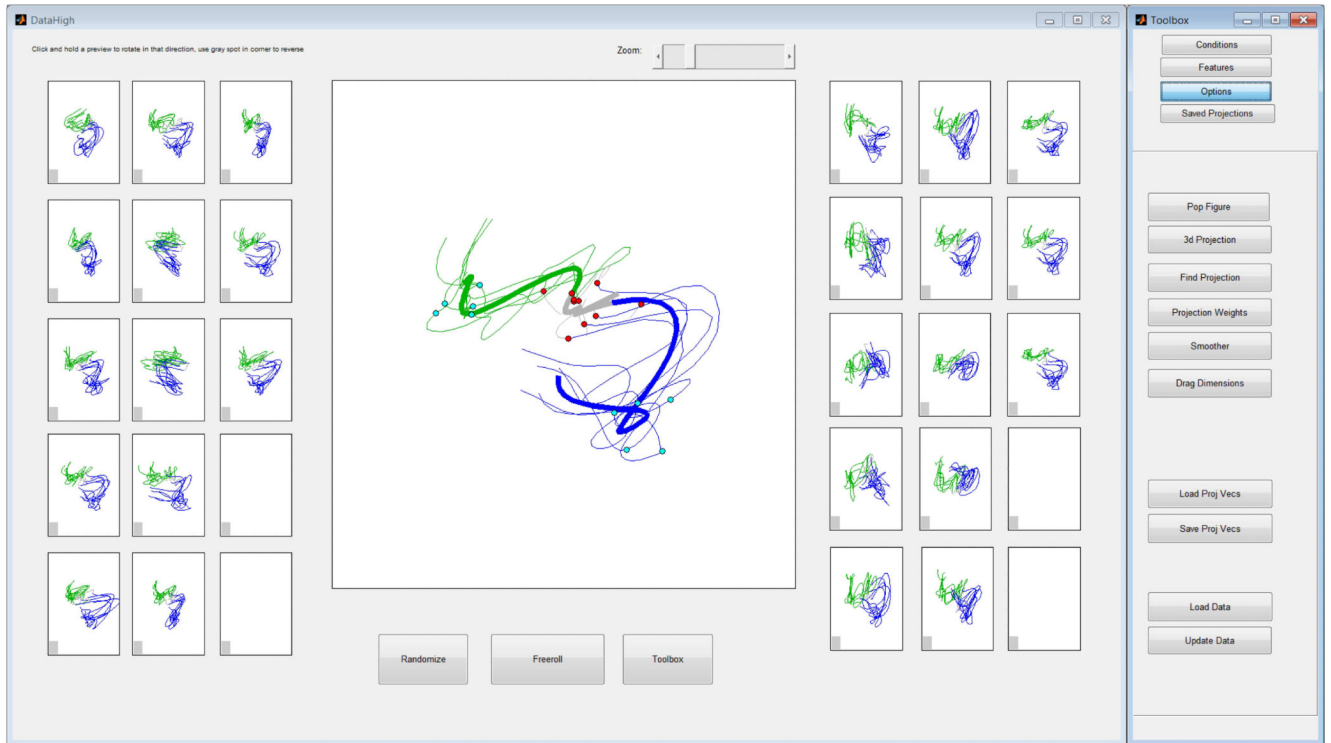 DataHigh
Click and hold a preview to rotate in that direction, use gray spot in corner to reverse
Zoom:
Randomize
Freeroll
Toolbox
Toolbox
Conditions
Features
Options
Saved Projections
Pop Figure
3d Projection
Find Projection
Projection Weights
Smoother
Drag Dimensions
Load Proj Vecs
Save Proj Vecs
Load Data
Update Data